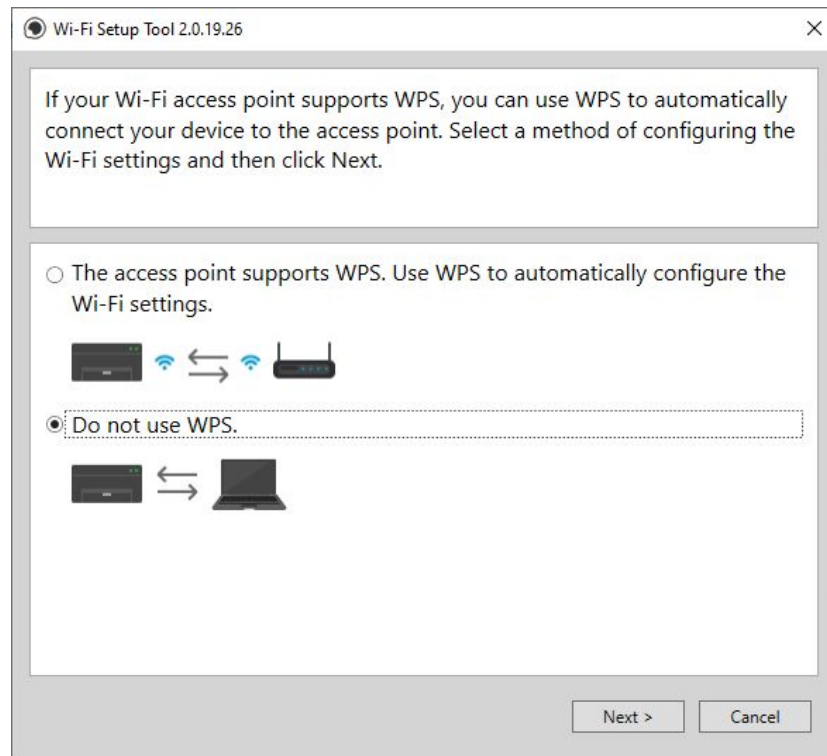 Wi-Fi Setup Tool 2.0.19.26
If your Wi-Fi access point supports WPS, you can use WPS to automatically
connect your device to the access point. Select a method of configuring the
Wi-Fi settings and then click Next.
The access point supports WPS. Use WPS to automatically configure the
Wi-Fi settings.
Do not use WPS.
Next >
Cancel